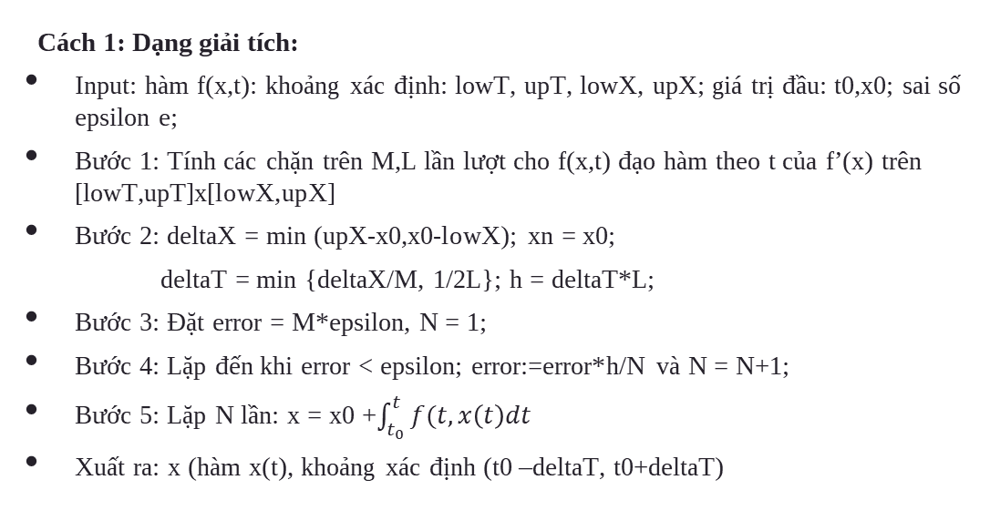 Cách 1: Dạng giải tích:
• Input: hàm f(x,t): khoảng xác định: lowT, upT, lowX, upX; giá trị đầu: t0,x0; sai số
epsilon e;
• Bước 1: Tính các chặn trên M,L lần lượt cho f(x,t) đạo hàm theo t của f’(x) trên
[lowT,upT]x[lowX,upX]
• Bước 2: deltaX = min (upX-x0,x0-lowX); xn = x0;
deltaT = min {deltaX/M, 1/2L}; h = deltaT*L;
• Bước 3: Đặt error = M*epsilon, N = 1;
• Bước 4: Lặp đến khi error < epsilon; error:=error*h/N và N = N+1;
• Bước 5: Lặp N lần: x = x0 +∫_{t₀}^{t} f(t, x(t)dt
• Xuất ra: x (hàm x(t), khoảng xác định (t0 –deltaT, t0+deltaT)